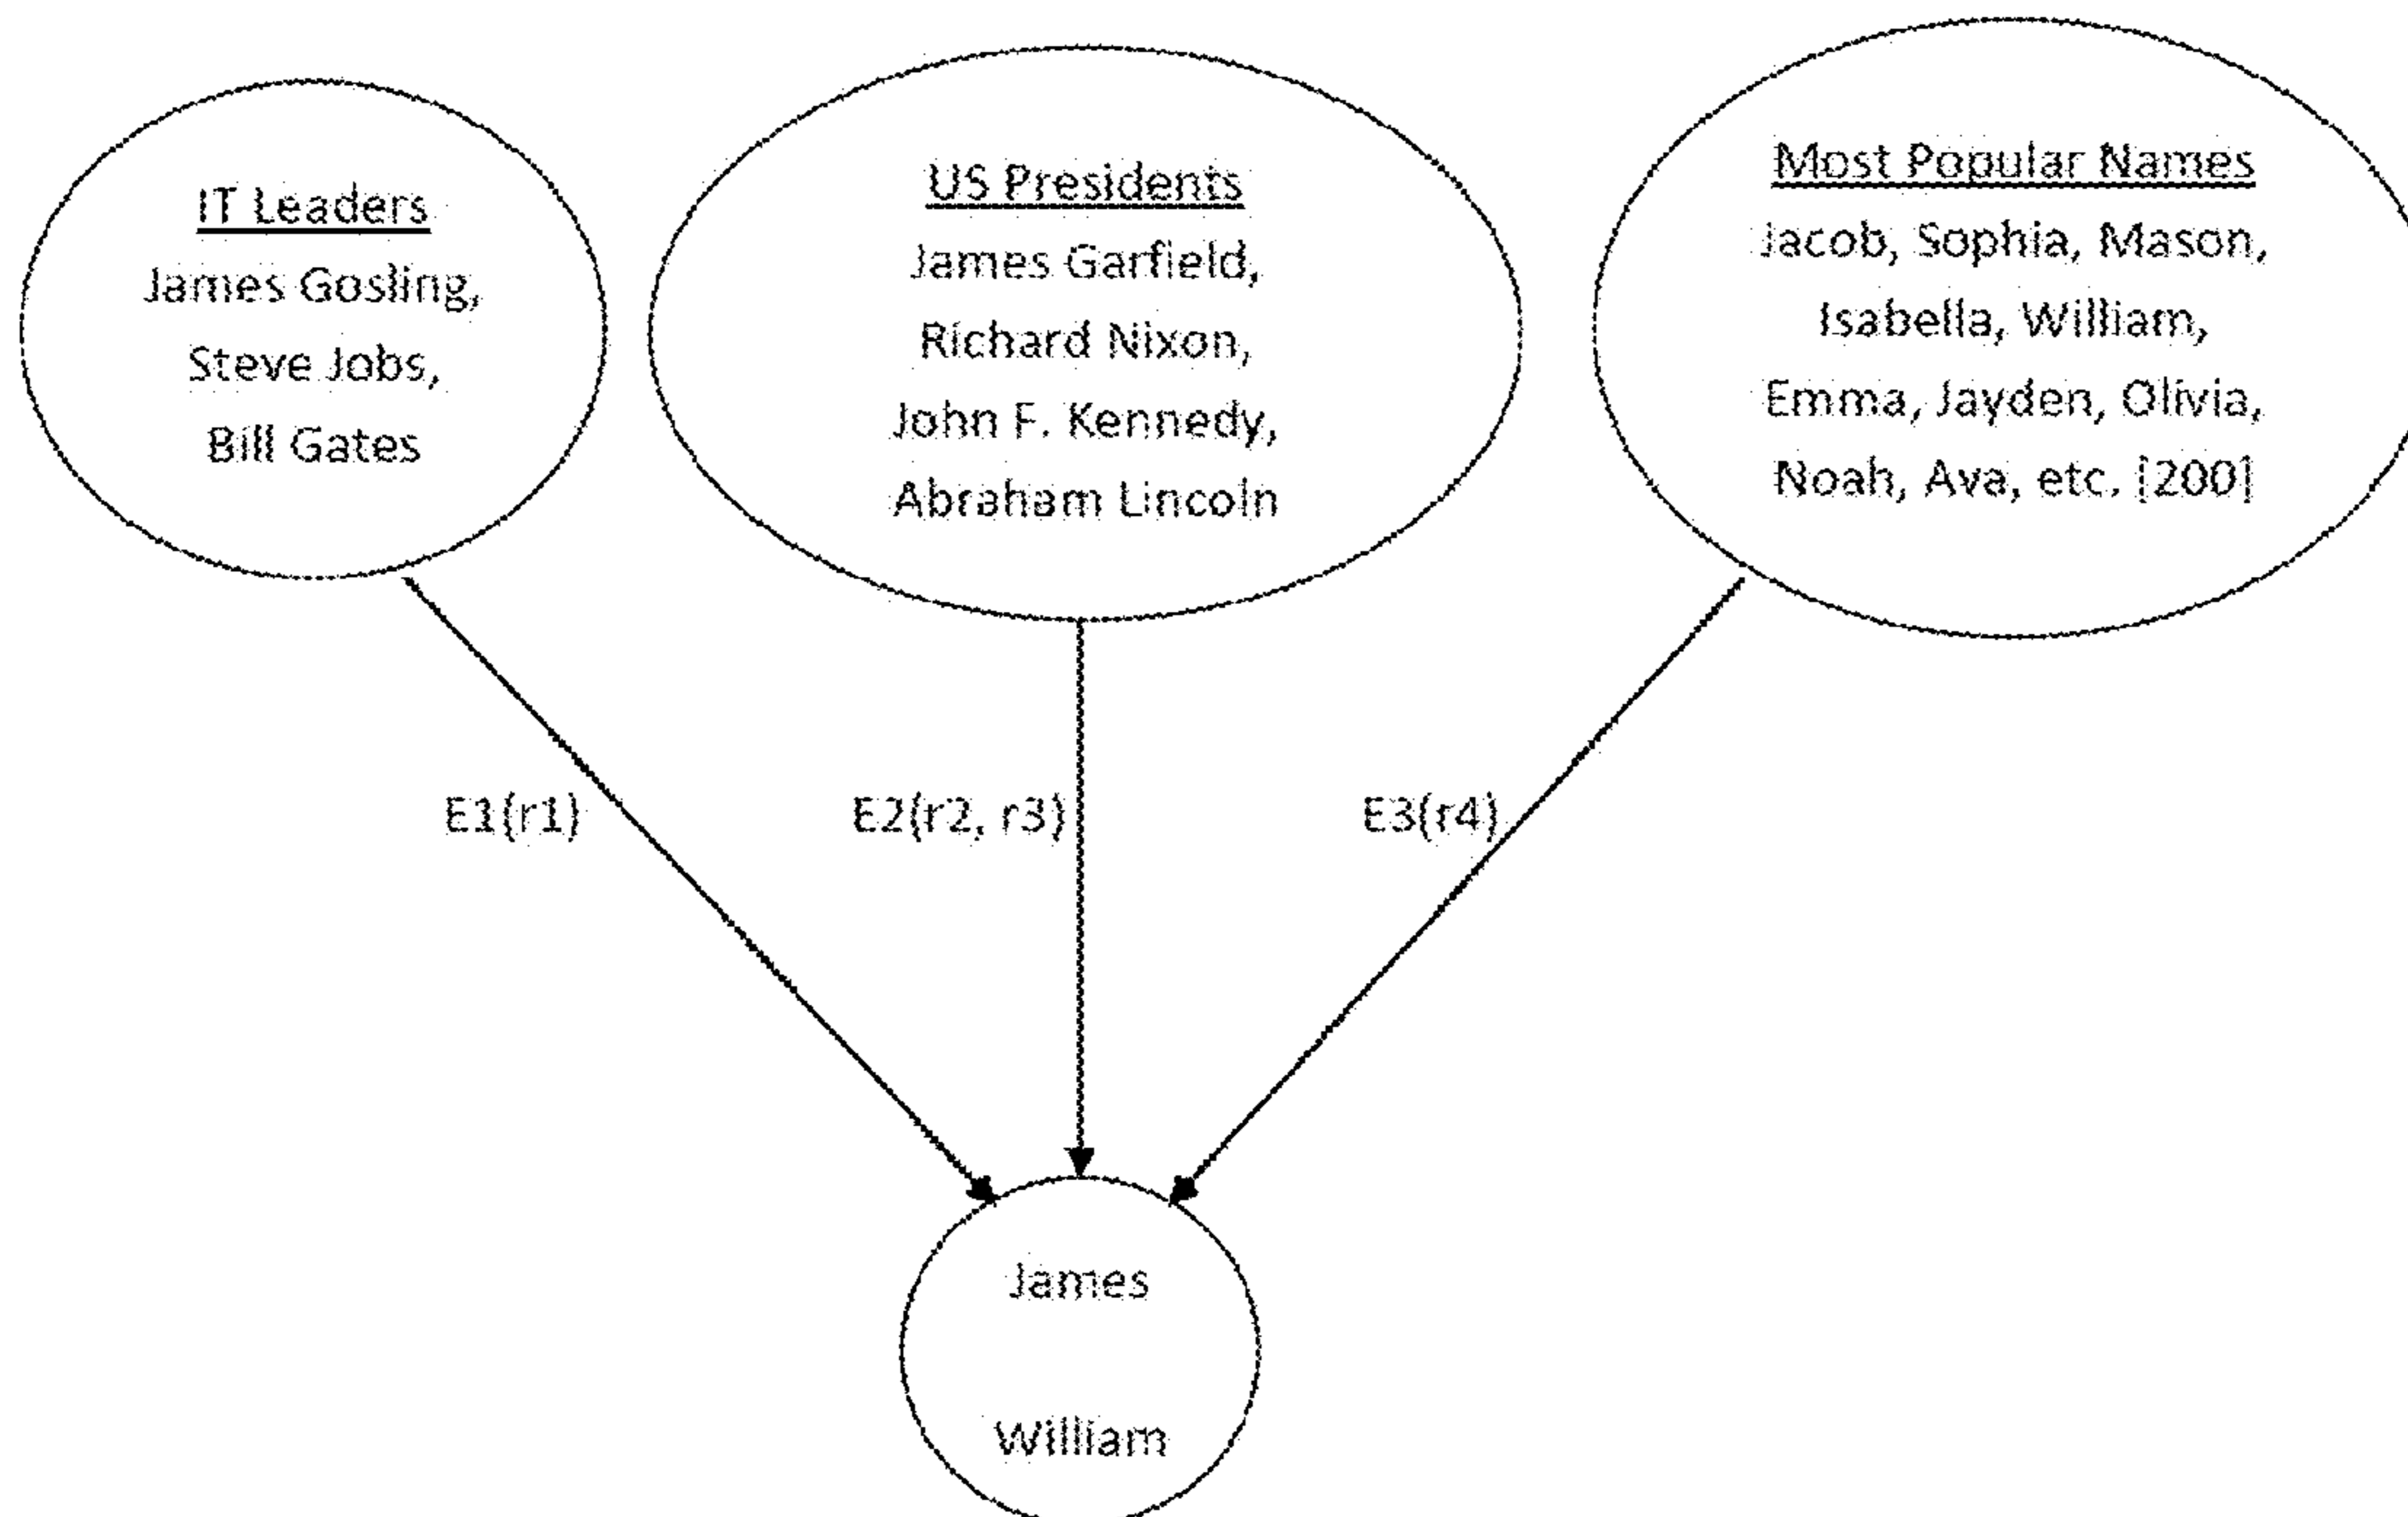 IT Leaders
James Gosling,
Steve Jobs,
Bill Gates
US Presidents
James Garfield,
Richard Nixon,
John F. Kennedy,
Abraham Lincoln
Most Popular Names
Jacob, Sophia, Mason,
Isabella, William,
Emma, Jayden, Olivia,
Noah, Ava, etc. [200]
E1(r1)
E2(r2, r3)
E3(r4)
James
William